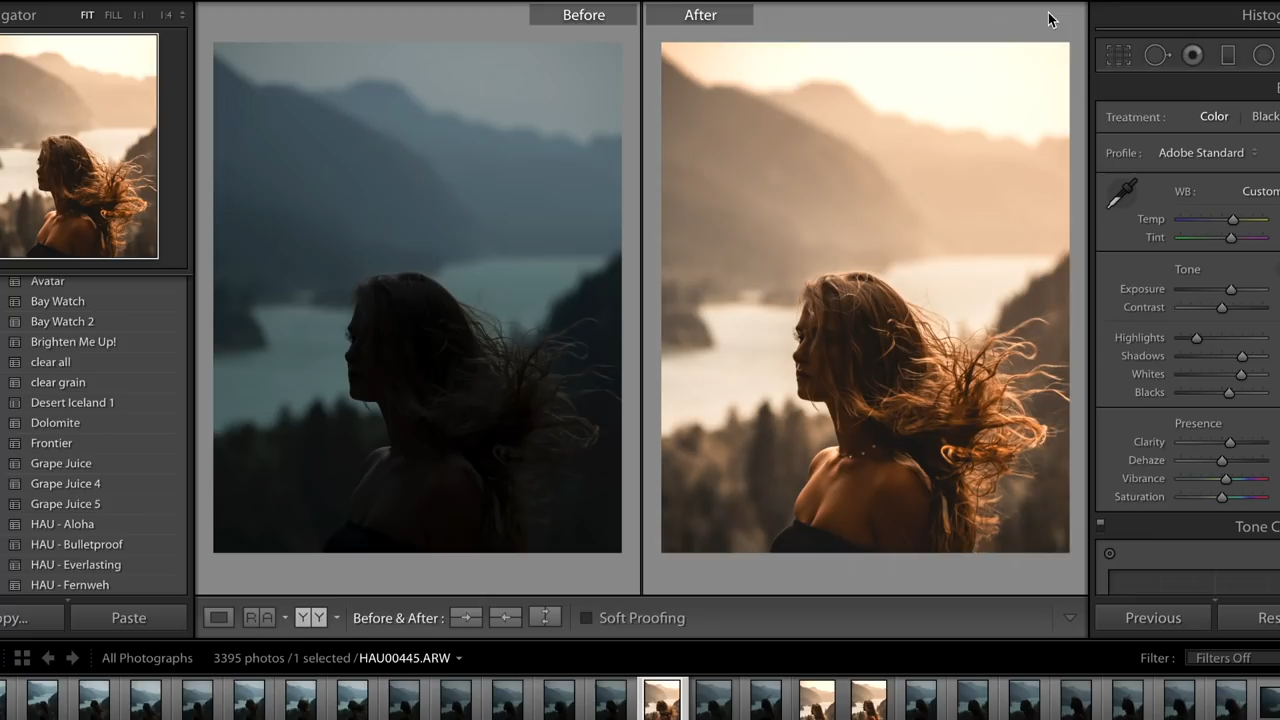 gator FIT FILL 1:1 1:4
Before After
Histog
Treatment : Color Black
Profile : Adobe Standard
WB : Custom
Temp
Tint
Tone
Exposure
Contrast
Highlights
Shadows
Whites
Blacks
Presence
Clarity
Dehaze
Vibrance
Saturation
Tone C
Avatar
Bay Watch
Bay Watch 2
Brighten Me Up!
clear all
clear grain
Desert Iceland 1
Dolomite
Frontier
Grape Juice
Grape Juice 4
Grape Juice 5
HAU - Aloha
HAU - Bulletproof
HAU - Everlasting
HAU - Fernweh
opy... Paste
R A Y Y Before & After : Soft Proofing
Previous Res
All Photographs 3395 photos / 1 selected / HAU00445.ARW
Filter : Filters Off